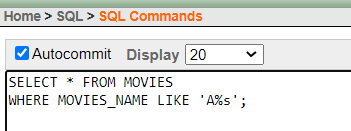 Home > SQL > SQL Commands
Autocommit Display 20
SELECT * FROM MOVIES
WHERE MOVIES_NAME LIKE 'A%s';